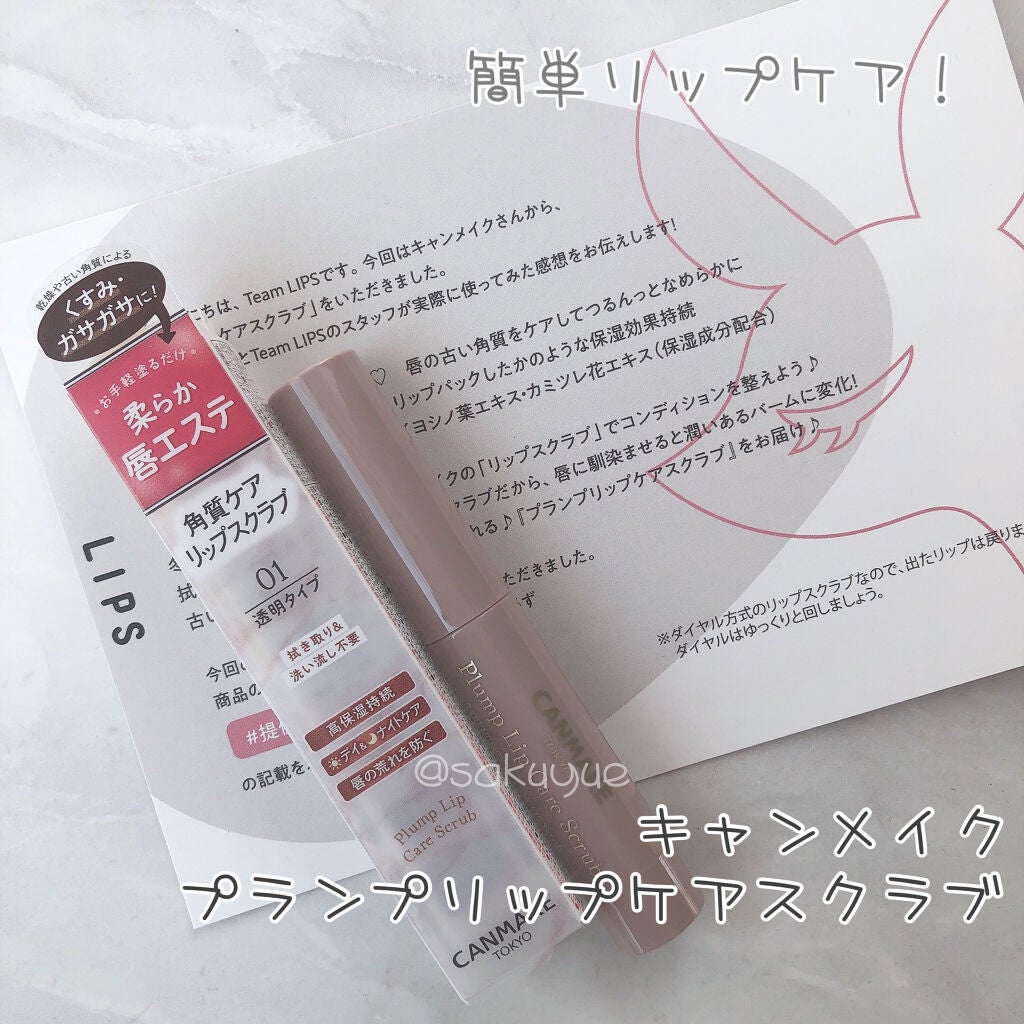 簡単リップケア！
ちは、Team LIPSです。今回はキャンメイクさんから、
ケアスクラブ」をいただきました。
とTeam LIPSのスタッフが実際に使ってみた感想をお伝えします!
♡ 唇の古い角質をケアしてつるんっとなめらかに
リップパックしたかのような保湿効果持続
イヨシノ葉エキス・カミツレ花エキス(保湿成分配合)
イクの「リップスクラブ」でコンディションを整えよう♪
クラブだから、唇に馴染ませると潤いあるバームに変化!
れる♪『プランプリップケアスクラブ』をお届け♪
ただきました。
※ダイヤル方式のリップスクラブなので、出たリップは戻りま
ダイヤルはゆっくりと回しましょう。
LIPS
拭
古い
今回の
商品の
#提供
の記載を
乾燥や古い角質による
くすみ・
ガサガサに!
お手軽塗るだけ
柔らか
唇エステ
角質ケア
リップスクラブ
01
透明タイプ
拭き取り&
洗い流し不要
高保湿持続
デイ&ナイトケア
唇の荒れを防ぐ
Plump Lip
Care Scrub
CANMAKE
TOKYO
CANMAKE
TOKYO
Plump Lip Care Scrub
@sakuyue
キャンメイク
プランプリップケアスクラブ